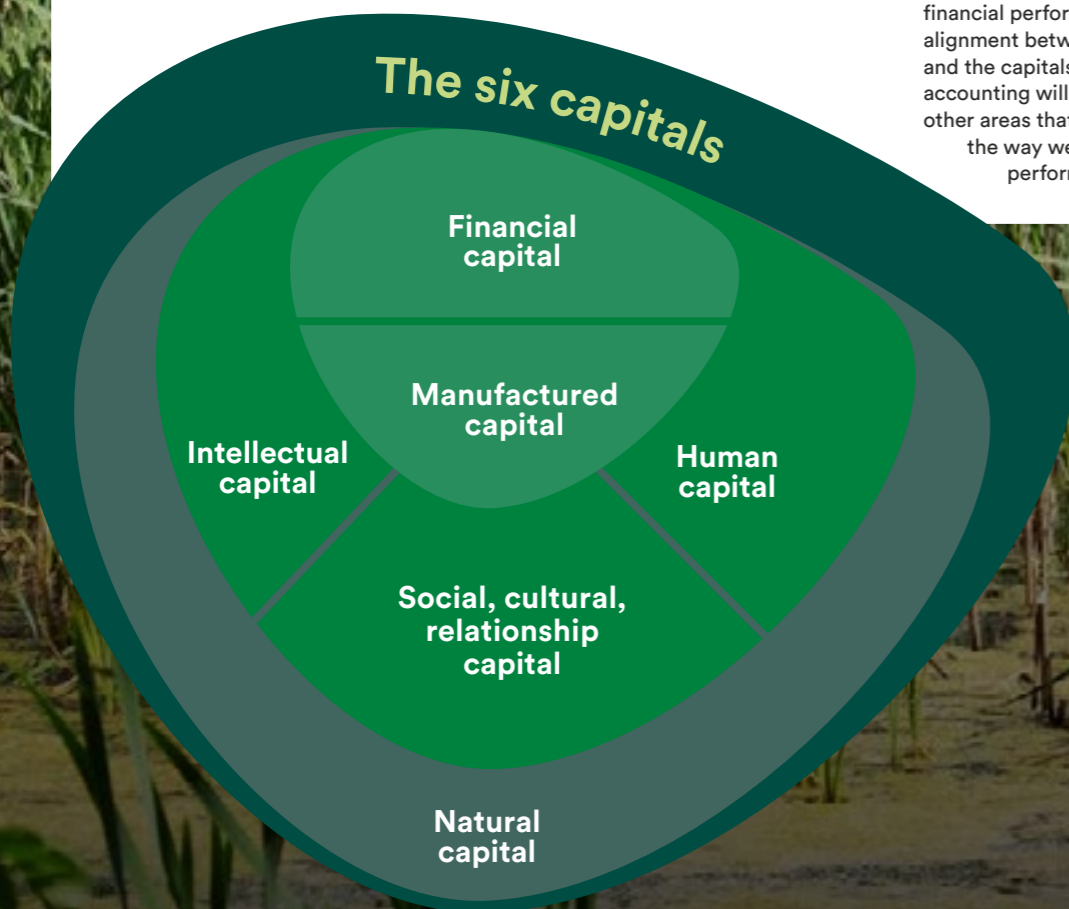 financial perfor
alignment betw
and the capitals
accounting will
other areas that
the way we
perform
The six capitals
Financial
capital
Manufactured
capital
Intellectual
capital
Human
capital
Social, cultural,
relationship
capital
Natural
capital